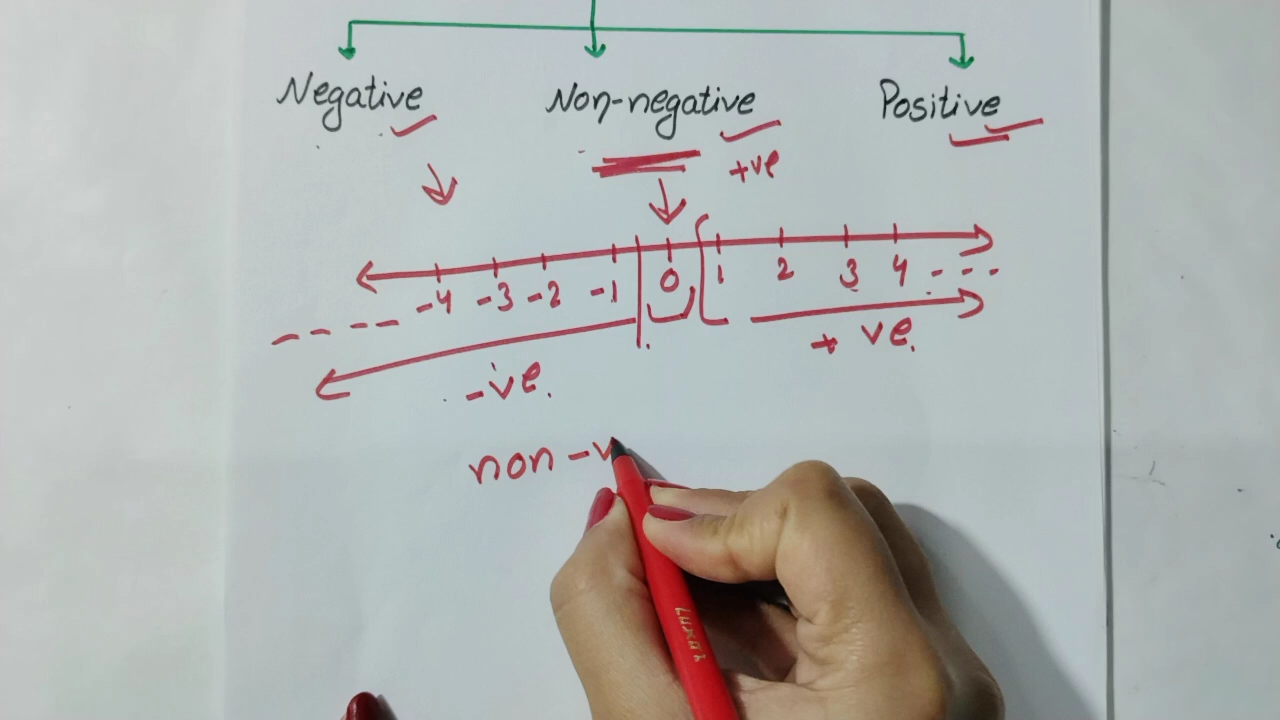 Negative Non-negative Positive
+ve
-4 -3 -2 -1 0 1 2 3 4 ...
-ve. + ve.
non -v
Luxor